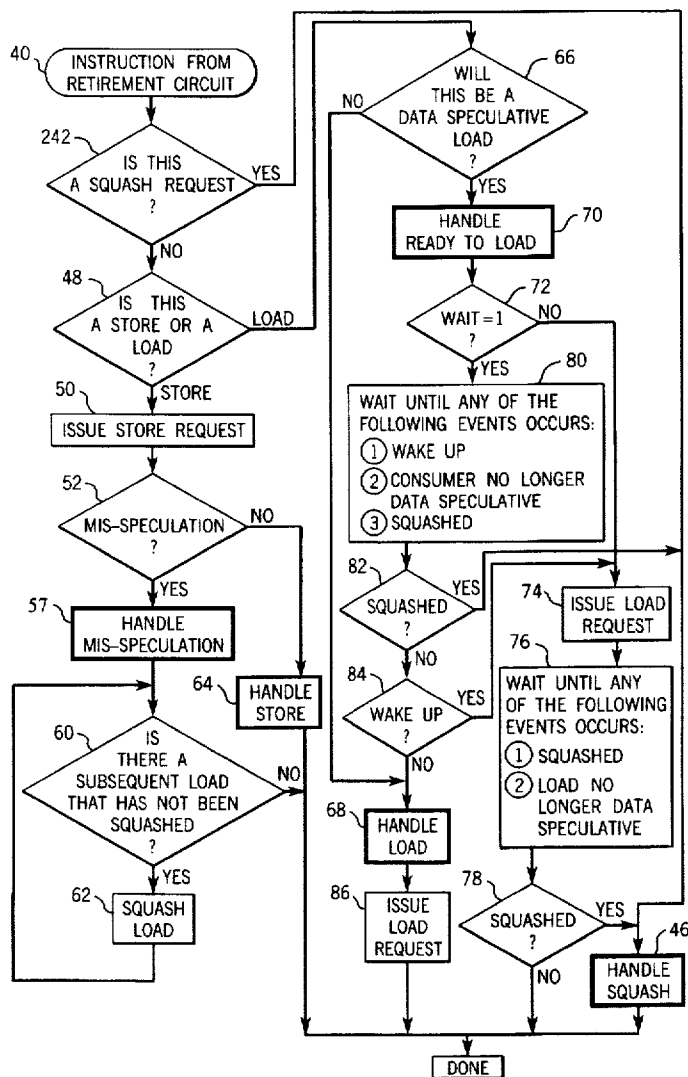 40
INSTRUCTION FROM
RETIREMENT CIRCUIT
242
IS THIS
A SQUASH REQUEST
?
YES
NO
48
IS THIS
A STORE OR A
LOAD
?
LOAD
STORE
50
ISSUE STORE REQUEST
52
MIS-SPECULATION
?
NO
YES
57
HANDLE
MIS-SPECULATION
64
HANDLE
STORE
60
IS
THERE A
SUBSEQUENT LOAD
THAT HAS NOT BEEN
SQUASHED
?
NO
YES
62
SQUASH
LOAD
66
WILL
THIS BE A
DATA SPECULATIVE
LOAD
?
NO
YES
70
HANDLE
READY TO LOAD
72
WAIT=1
?
NO
YES
80
WAIT UNTIL ANY OF THE
FOLLOWING EVENTS OCCURS:
1 WAKE UP
2 CONSUMER NO LONGER
DATA SPECULATIVE
3 SQUASHED
82
SQUASHED
?
YES
NO
84
WAKE UP
?
YES
NO
68
HANDLE
LOAD
86
ISSUE
LOAD
REQUEST
74
ISSUE LOAD
REQUEST
76
WAIT UNTIL ANY
OF THE FOLLOWING
EVENTS OCCURS:
1 SQUASHED
2 LOAD NO
LONGER DATA
SPECULATIVE
78
SQUASHED
?
YES
NO
46
HANDLE
SQUASH
DONE